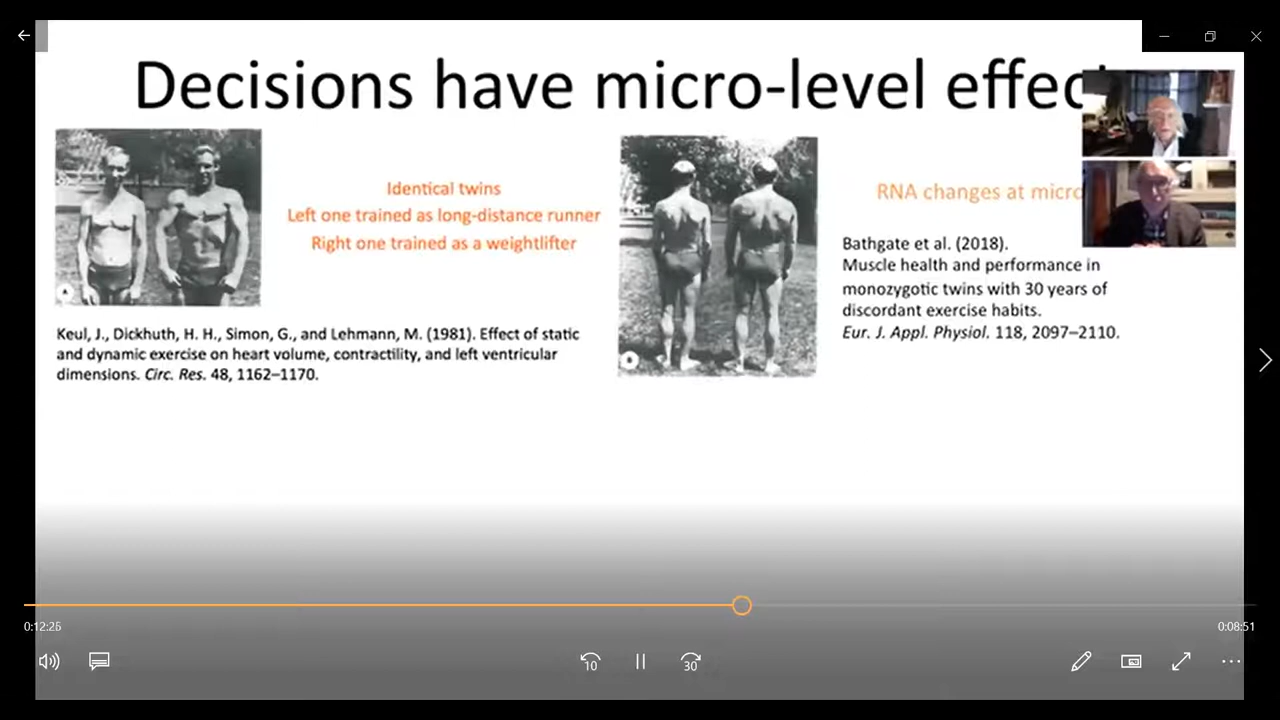 Decisions have micro-level effec
Identical twins
Left one trained as long-distance runner
Right one trained as a weightlifter
Keul, J., Dickhuth, H. H., Simon, G., and Lehmann, M. (1981). Effect of static
and dynamic exercise on heart volume, contractility, and left ventricular
dimensions. Circ. Res. 48, 1162–1170.
RNA changes at micro
Bathgate et al. (2018).
Muscle health and performance in
monozygotic twins with 30 years of
discordant exercise habits.
Eur. J. Appl. Physiol. 118, 2097–2110.
0:12:26
0:08:51
10
30